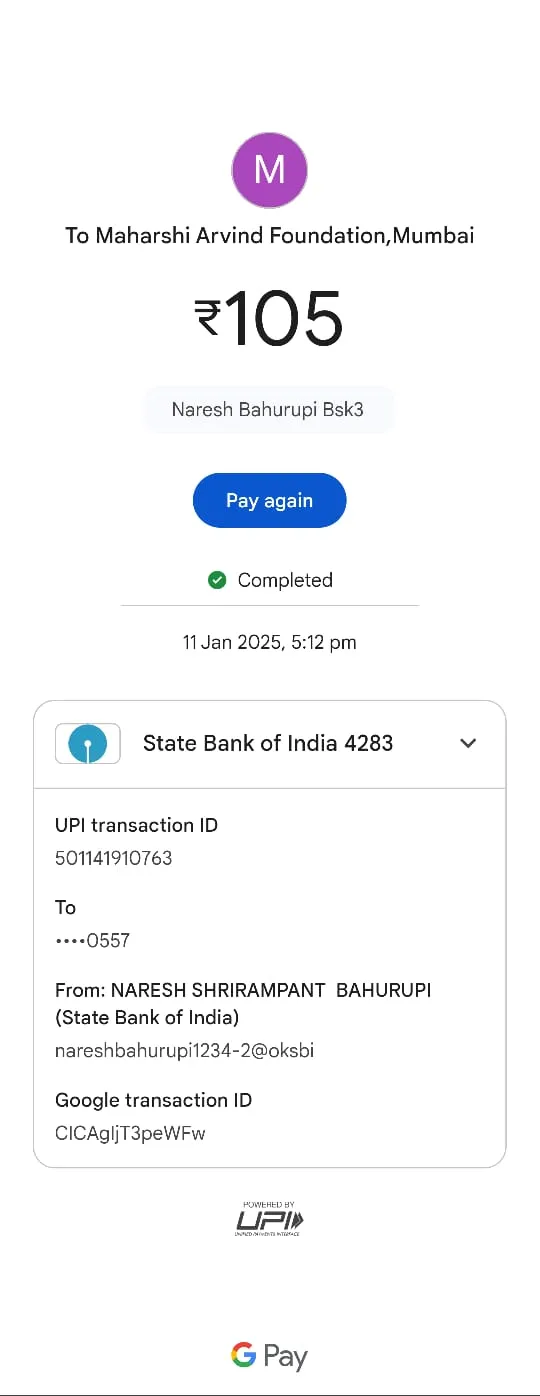 M
To Maharshi Arvind Foundation,Mumbai
₹105
Naresh Bahurupi Bsk3
Pay again
Completed
11 Jan 2025, 5:12 pm
State Bank of India 4283
UPI transaction ID
501141910763
To
••••0557
From: NARESH SHRIRAMPANT  BAHURUPI
(State Bank of India)
nareshbahurupi1234-2@oksbi
Google transaction ID
CICAgIjT3peWFw
POWERED BY
UPI
UNIFIED PAYMENTS INTERFACE
G Pay